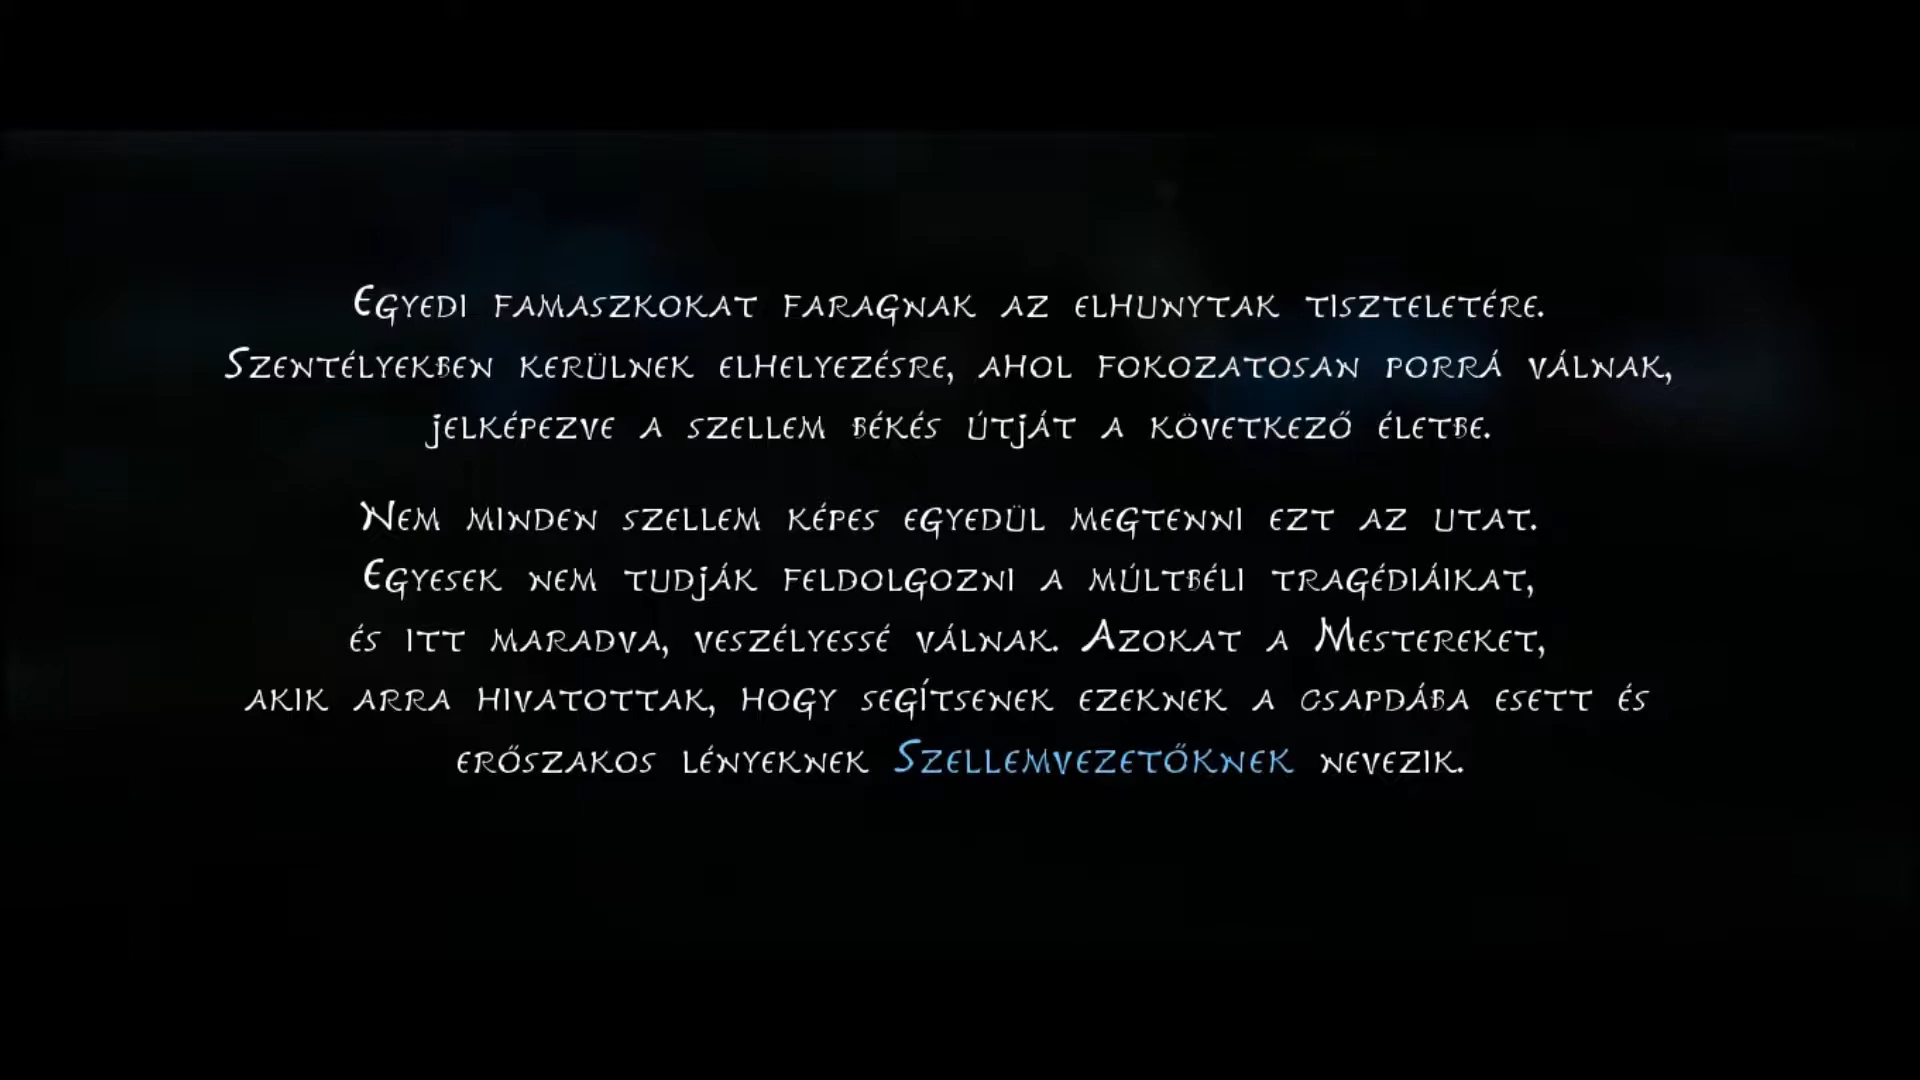 Egyedi famaszkokat faragnak az elhunytak tiszteletére.
Szentélyekben kerülnek elhelyezésre, ahol fokozatosan porrá válnak,
jelképezve a szellem békés útját a következő életbe.
Nem minden szellem képes egyedül megtenni ezt az utat.
Egyesek nem tudják feldolgozni a múltbéli tragédiáikat,
és itt maradva, veszélyessé válnak. Azokat a Mestereket,
akik arra hivatottak, hogy segítsenek ezeknek a csapdába esett és
erőszakos lényeknek Szellemvezetőknek nevezik.